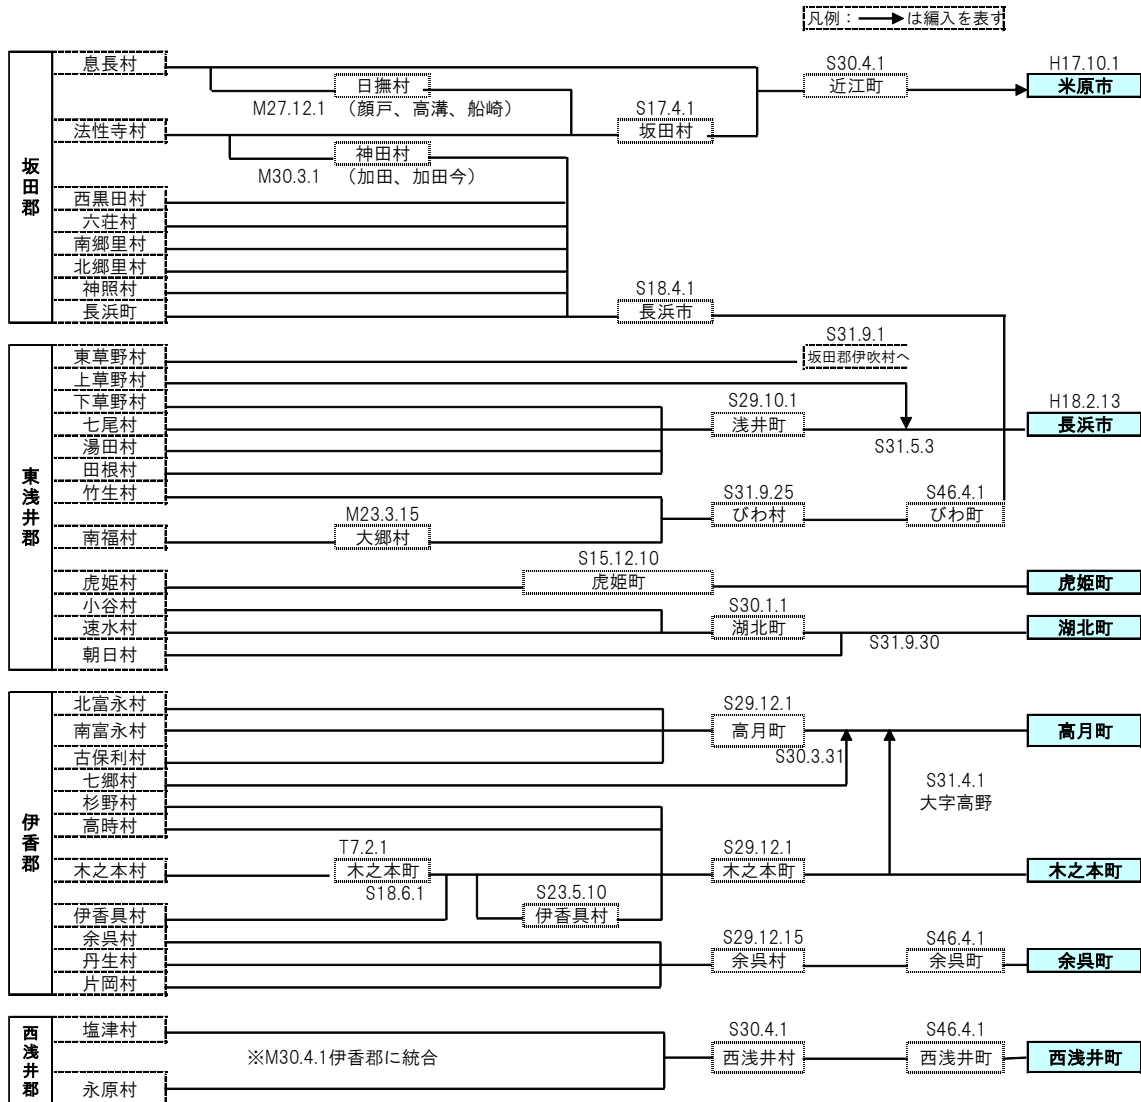 凡例：━━▶は編入を表す
坂田郡
息長村
S30.4.1
H17.10.1
日撫村
近江町
米原市
M27.12.1　（顔戸、高溝、船崎）
S17.4.1
法性寺村
坂田村
神田村
M30.3.1　（加田、加田今）
西黒田村
六荘村
南郷里村
北郷里村
神照村
S18.4.1
長浜町
長浜市
東浅井郡
S31.9.1
東草野村
坂田郡伊吹村へ
上草野村
下草野村
S29.10.1
H18.2.13
七尾村
浅井町
長浜市
湯田村
S31.5.3
田根村
竹生村
S31.9.25
S46.4.1
M23.3.15
びわ村
びわ町
南福村
大郷村
S15.12.10
虎姫村
虎姫町
虎姫町
小谷村
S30.1.1
速水村
湖北町
湖北町
朝日村
S31.9.30
伊香郡
北富永村
S29.12.1
南富永村
高月町
高月町
古保利村
S30.3.31
七郷村
S31.4.1
杉野村
大字高野
高時村
T7.2.1
S29.12.1
木之本村
木之本町
木之本町
木之本町
S18.6.1
S23.5.10
伊香具村
伊香具村
余呉村
S29.12.15
S46.4.1
丹生村
余呉村
余呉町
余呉町
片岡村
西浅井郡
塩津村
S30.4.1
S46.4.1
※M30.4.1伊香郡に統合
西浅井村
西浅井町
西浅井町
永原村